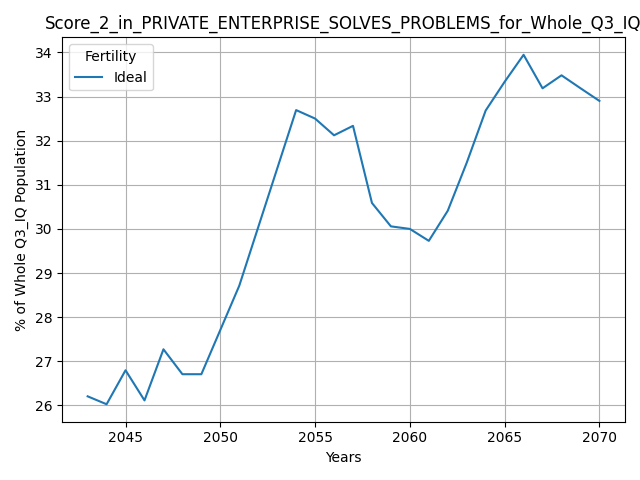 Score_2_in_PRIVATE_ENTERPRISE_SOLVES_PROBLEMS_for_Whole_Q3_IQ
Fertility
Ideal
% of Whole Q3_IQ Population
34
33
32
31
30
29
28
27
26
2045 2050 2055 2060 2065 2070
Years